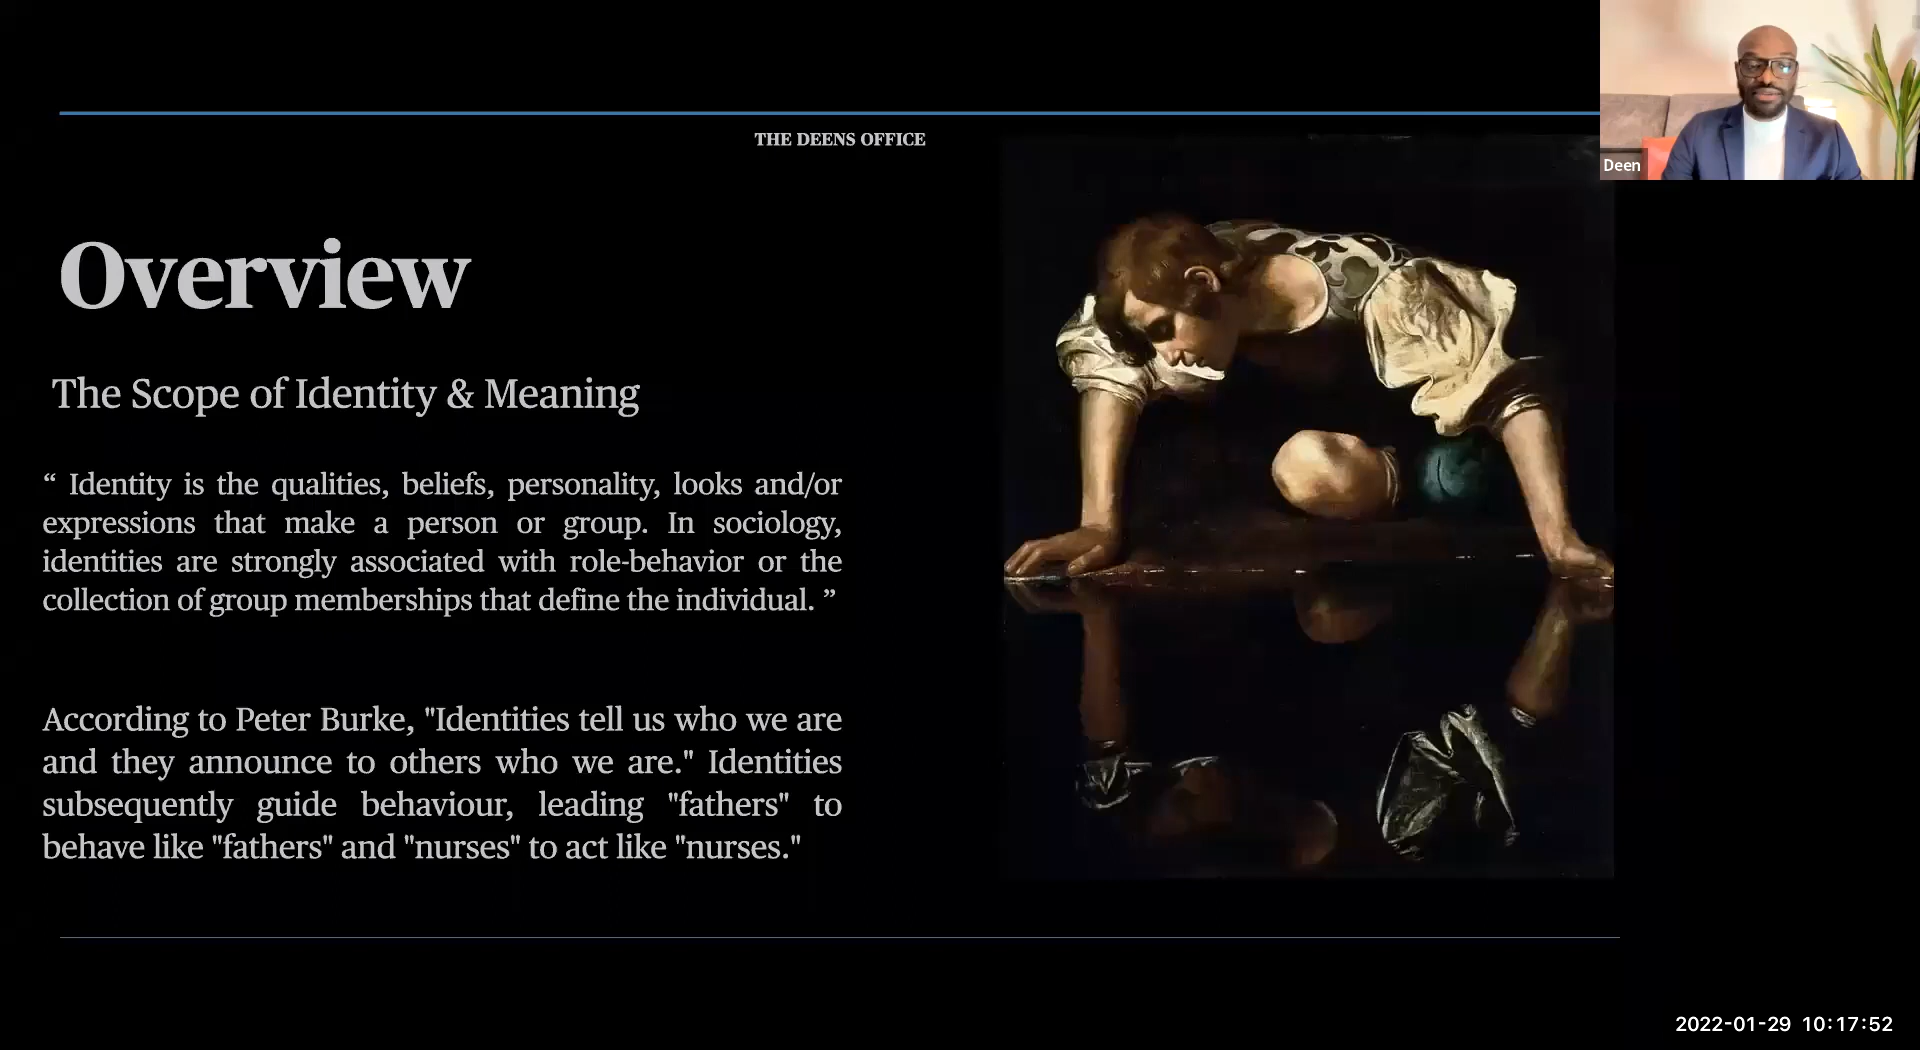 Deen
THE DEENS OFFICE
Overview
The Scope of Identity & Meaning
“ Identity is the qualities, beliefs, personality, looks and/or
expressions that make a person or group. In sociology,
identities are strongly associated with role-behavior or the
collection of group memberships that define the individual. ”
According to Peter Burke, "Identities tell us who we are
and they announce to others who we are." Identities
subsequently guide behaviour, leading "fathers" to
behave like "fathers" and "nurses" to act like "nurses."
2022-01-29 10:17:52